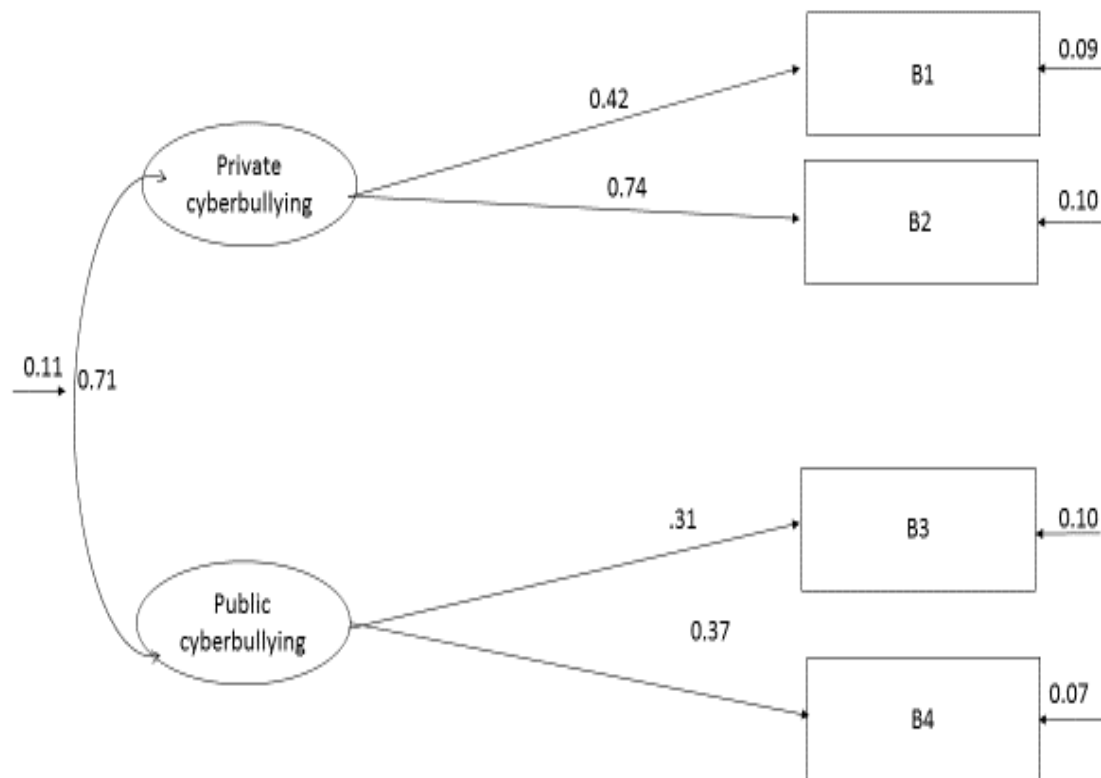 B1
0.09
0.42
Private
cyberbullying
0.74
B2
0.10
0.11
0.71
.31
B3
0.10
Public
cyberbullying
0.37
B4
0.07